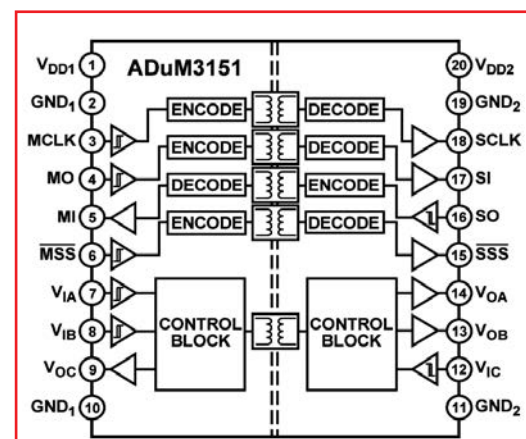 ADuM3151
VDD1 1
20 VDD2
GND1 2
19 GND2
ENCODE DECODE
MCLK 3
18 SCLK
ENCODE DECODE
MO 4
17 SI
DECODE ENCODE
MI 5
16 SO
ENCODE DECODE
MSS 6
15 SSS
VIA 7
14 VOA
CONTROL
BLOCK
CONTROL
BLOCK
VIB 8
13 VOB
VOC 9
12 VIC
GND1 10
11 GND2